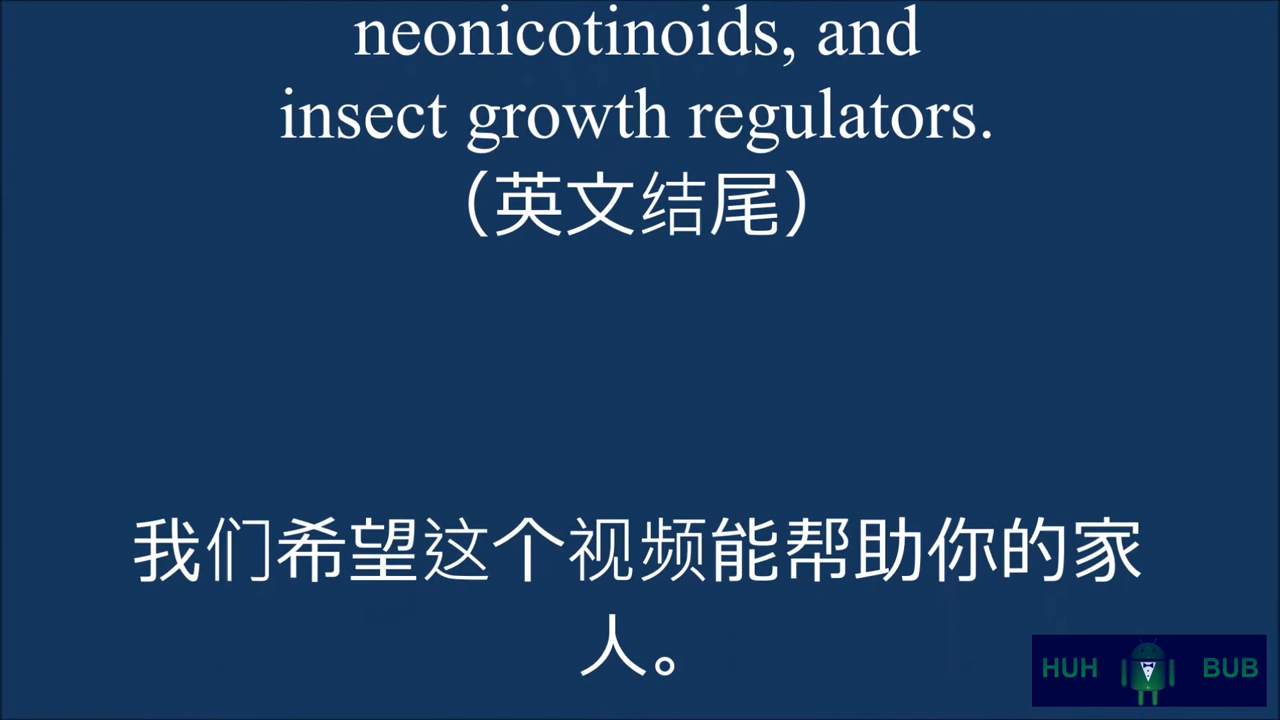 neonicotinoids, and
insect growth regulators.
（英文结尾）
我们希望这个视频能帮助你的家
人。
HUH BUB